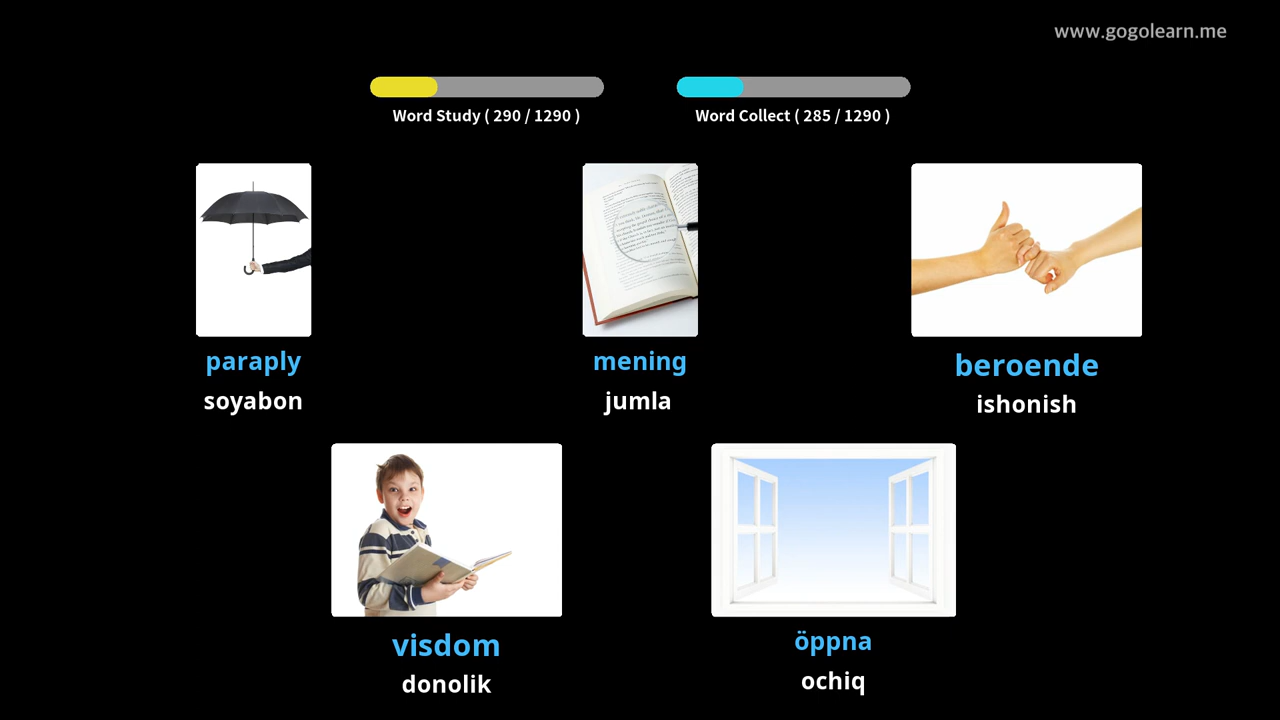 www.gogolearn.me
Word Study ( 290 / 1290 )
Word Collect ( 285 / 1290 )
paraply
soyabon
mening
jumla
beroende
ishonish
visdom
donolik
öppna
ochiq